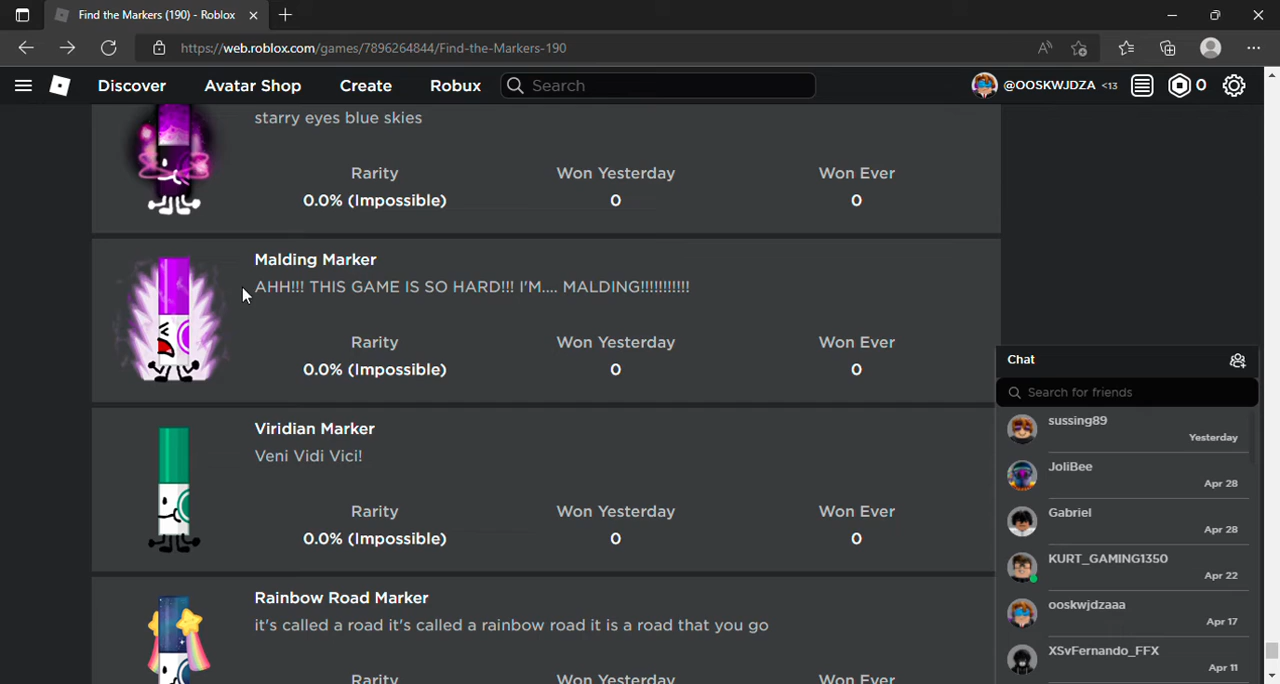 Find the Markers (190) - Roblox
https://web.roblox.com/games/7896264844/Find-the-Markers-190
Discover Avatar Shop Create Robux Search @OOSKWJDZA <13 0
starry eyes blue skies
Rarity Won Yesterday Won Ever
0.0% (Impossible) 0 0
Malding Marker
AHH!!! THIS GAME IS SO HARD!!! I'M.... MALDING!!!!!!!!!!!
Rarity Won Yesterday Won Ever
0.0% (Impossible) 0 0
Viridian Marker
Veni Vidi Vici!
Rarity Won Yesterday Won Ever
0.0% (Impossible) 0 0
Rainbow Road Marker
it's called a road it's called a rainbow road it is a road that you go
Rarity Won Yesterday Won Ever
Chat
Search for friends
sussing89
Yesterday
JoliBee
Apr 28
Gabriel
Apr 28
KURT_GAMING1350
Apr 22
ooskwjdzaaa
Apr 17
XSvFernando_FFX
Apr 11